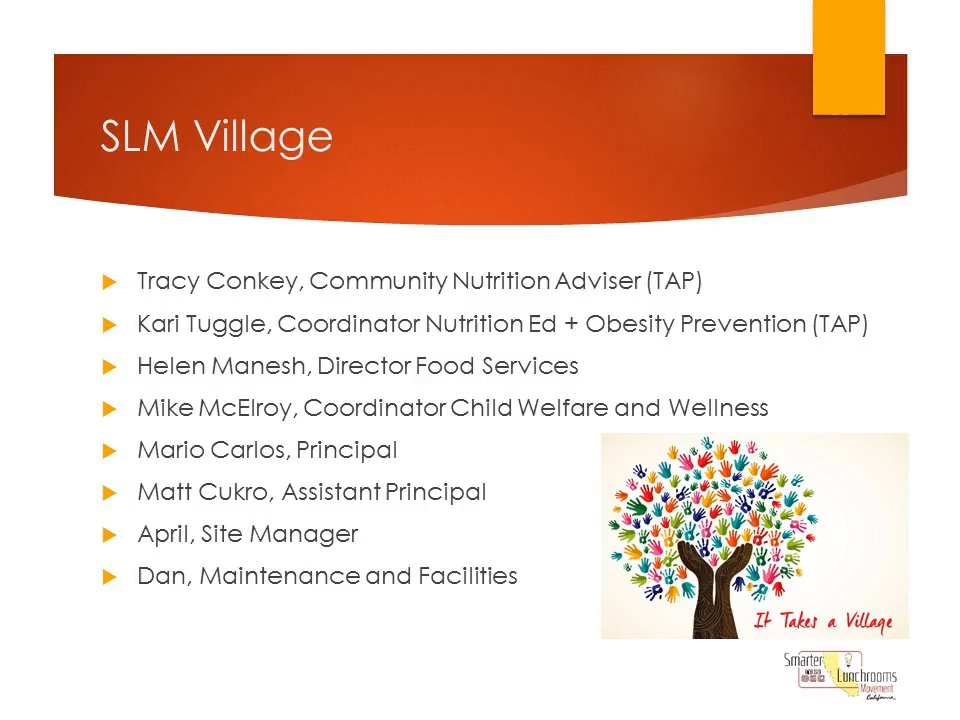 SLM Village
Tracy Conkey, Community Nutrition Adviser (TAP)
Kari Tuggle, Coordinator Nutrition Ed + Obesity Prevention (TAP)
Helen Manesh, Director Food Services
Mike McElroy, Coordinator Child Welfare and Wellness
Mario Carlos, Principal
Matt Cukro, Assistant Principal
April, Site Manager
Dan, Maintenance and Facilities
It Takes a Village
Smarter
Lunchrooms
Movement
California